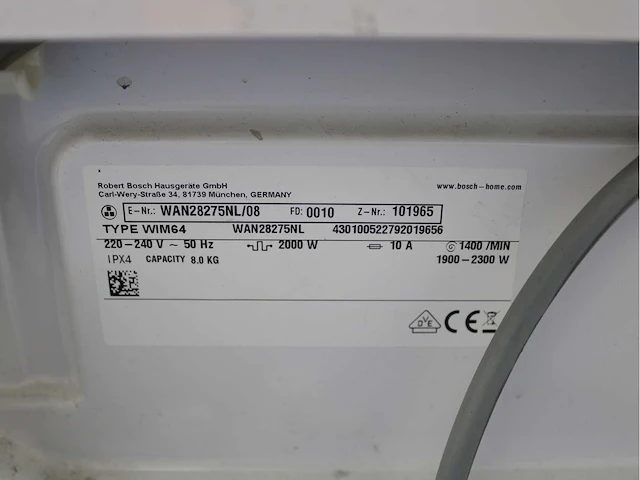 Robert Bosch Hausgeräte GmbH
Carl-Wery-Straße 34, 81739 München, GERMANY
www.bosch-home.com
E-Nr.: WAN28275NL/08 FD: 0010 Z-Nr.: 101965
TYPE WIM64 WAN28275NL 430100522792019656
220-240 V ~ 50 Hz 2000 W 10 A 1400 /MIN
IPX4 CAPACITY 8.0 KG 1900-2300 W
DVE CE